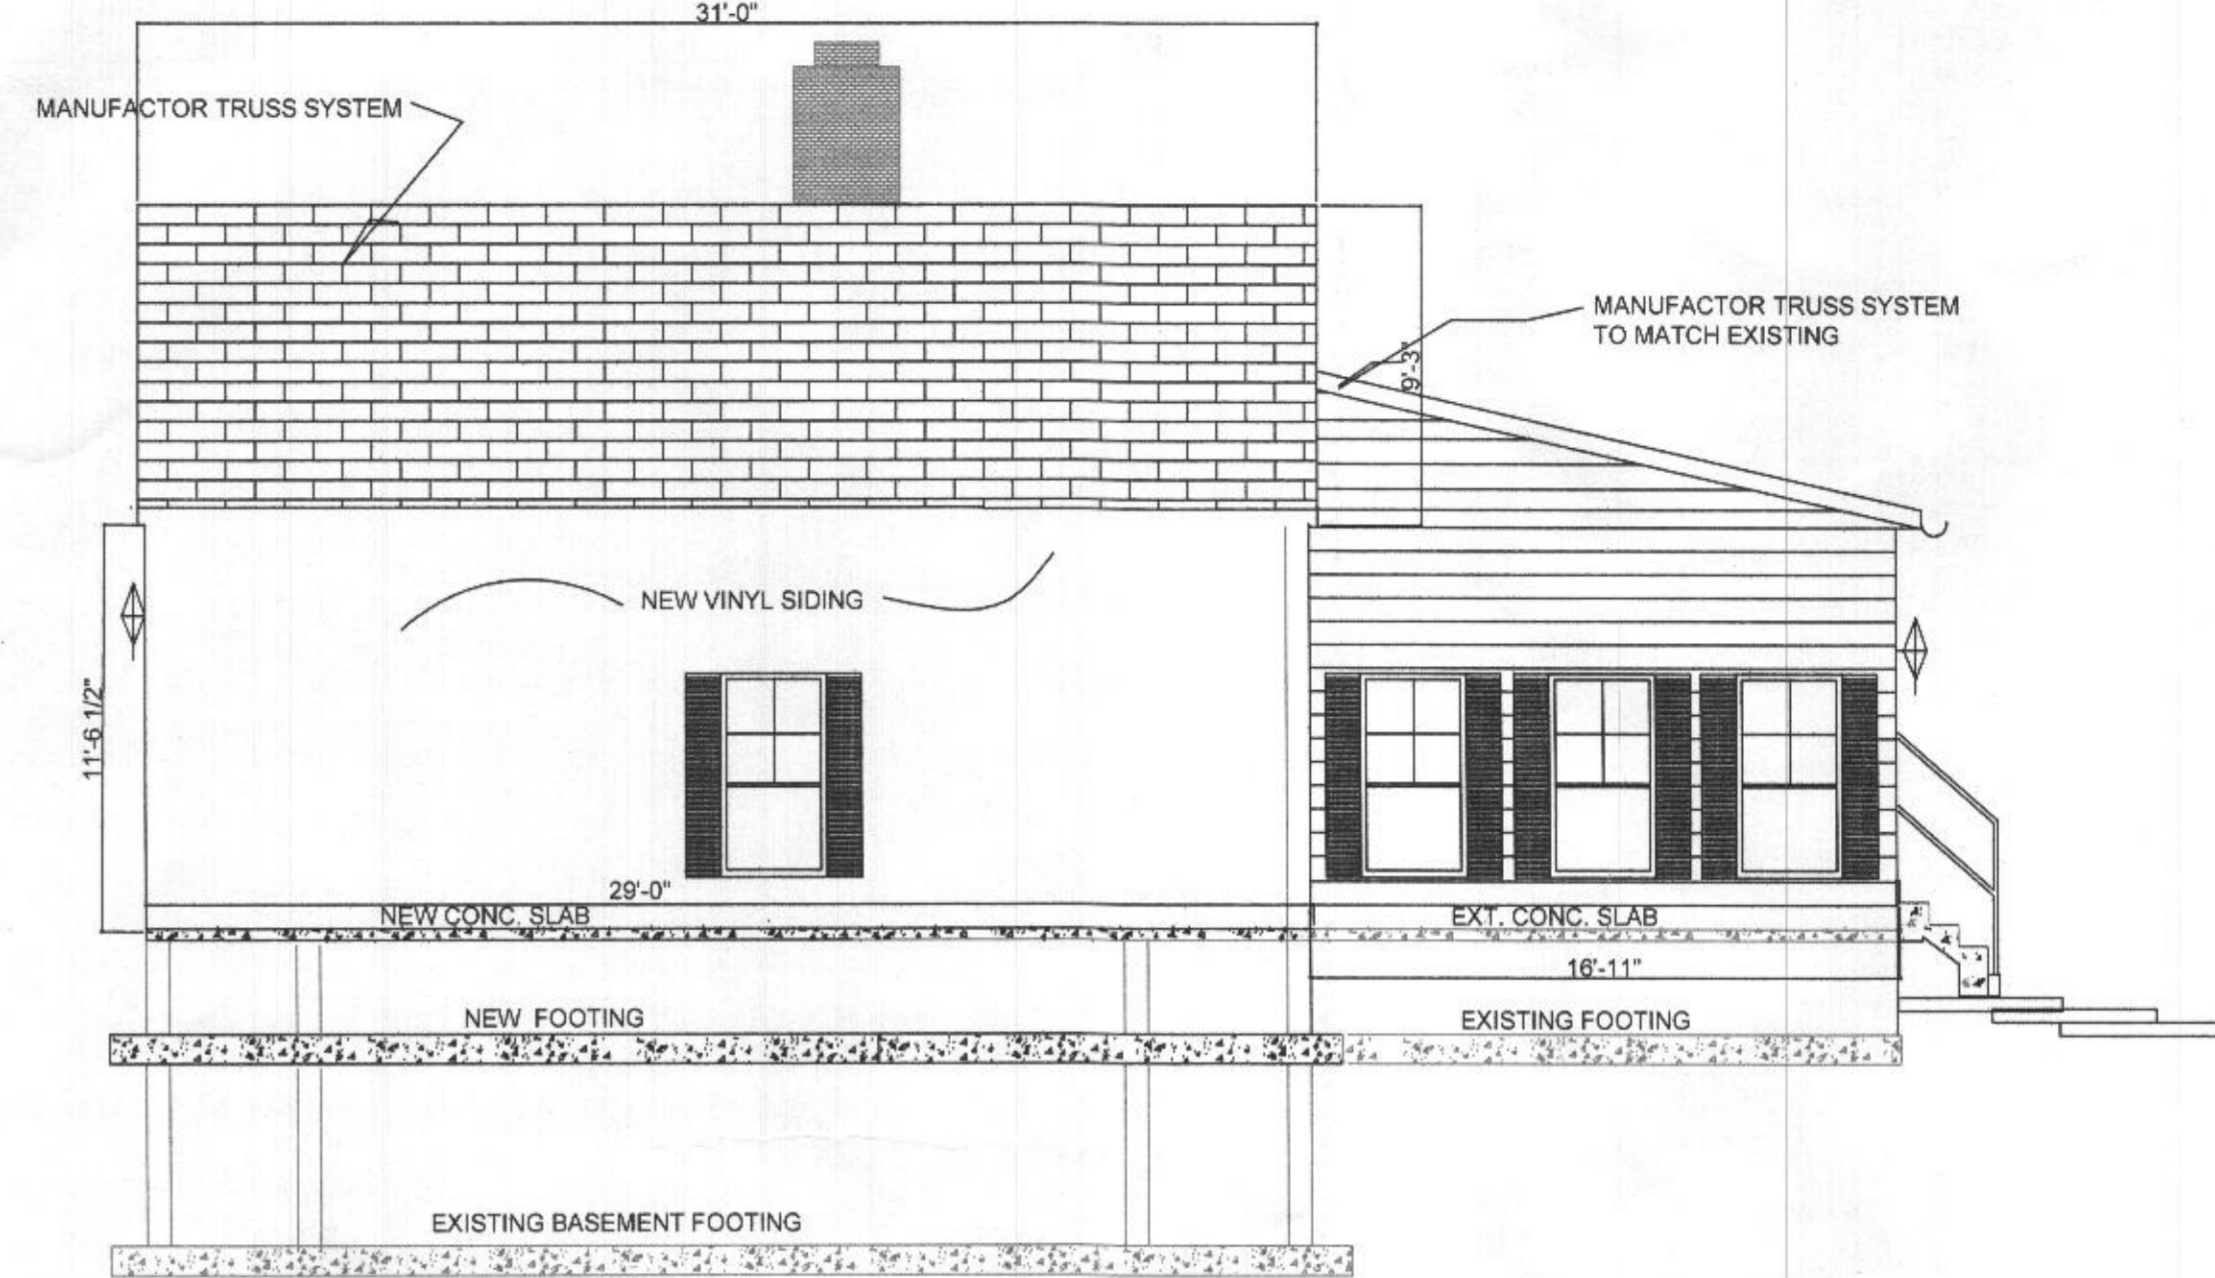 31'-0"
MANUFACTOR TRUSS SYSTEM
MANUFACTOR TRUSS SYSTEM
TO MATCH EXISTING
9'-3"
NEW VINYL SIDING
11'-6 1/2"
29'-0"
NEW CONC. SLAB
EXT. CONC. SLAB
16'-11"
NEW FOOTING
EXISTING FOOTING
EXISTING BASEMENT FOOTING